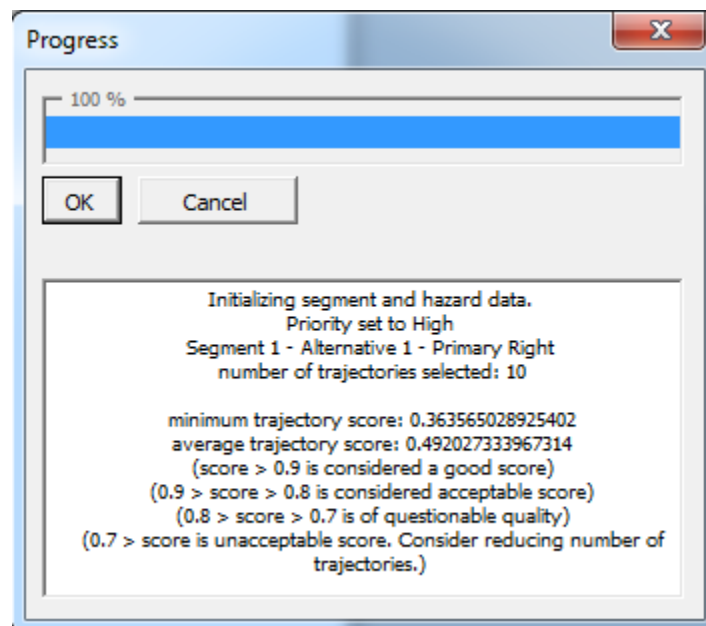 Progress
100 %
OK
Cancel
Initializing segment and hazard data.
Priority set to High
Segment 1 - Alternative 1 - Primary Right
number of trajectories selected: 10
minimum trajectory score: 0.363565028925402
average trajectory score: 0.492027333967314
(score > 0.9 is considered a good score)
(0.9 > score > 0.8 is considered acceptable score)
(0.8 > score > 0.7 is of questionable quality)
(0.7 > score is unacceptable score. Consider reducing number of
trajectories.)